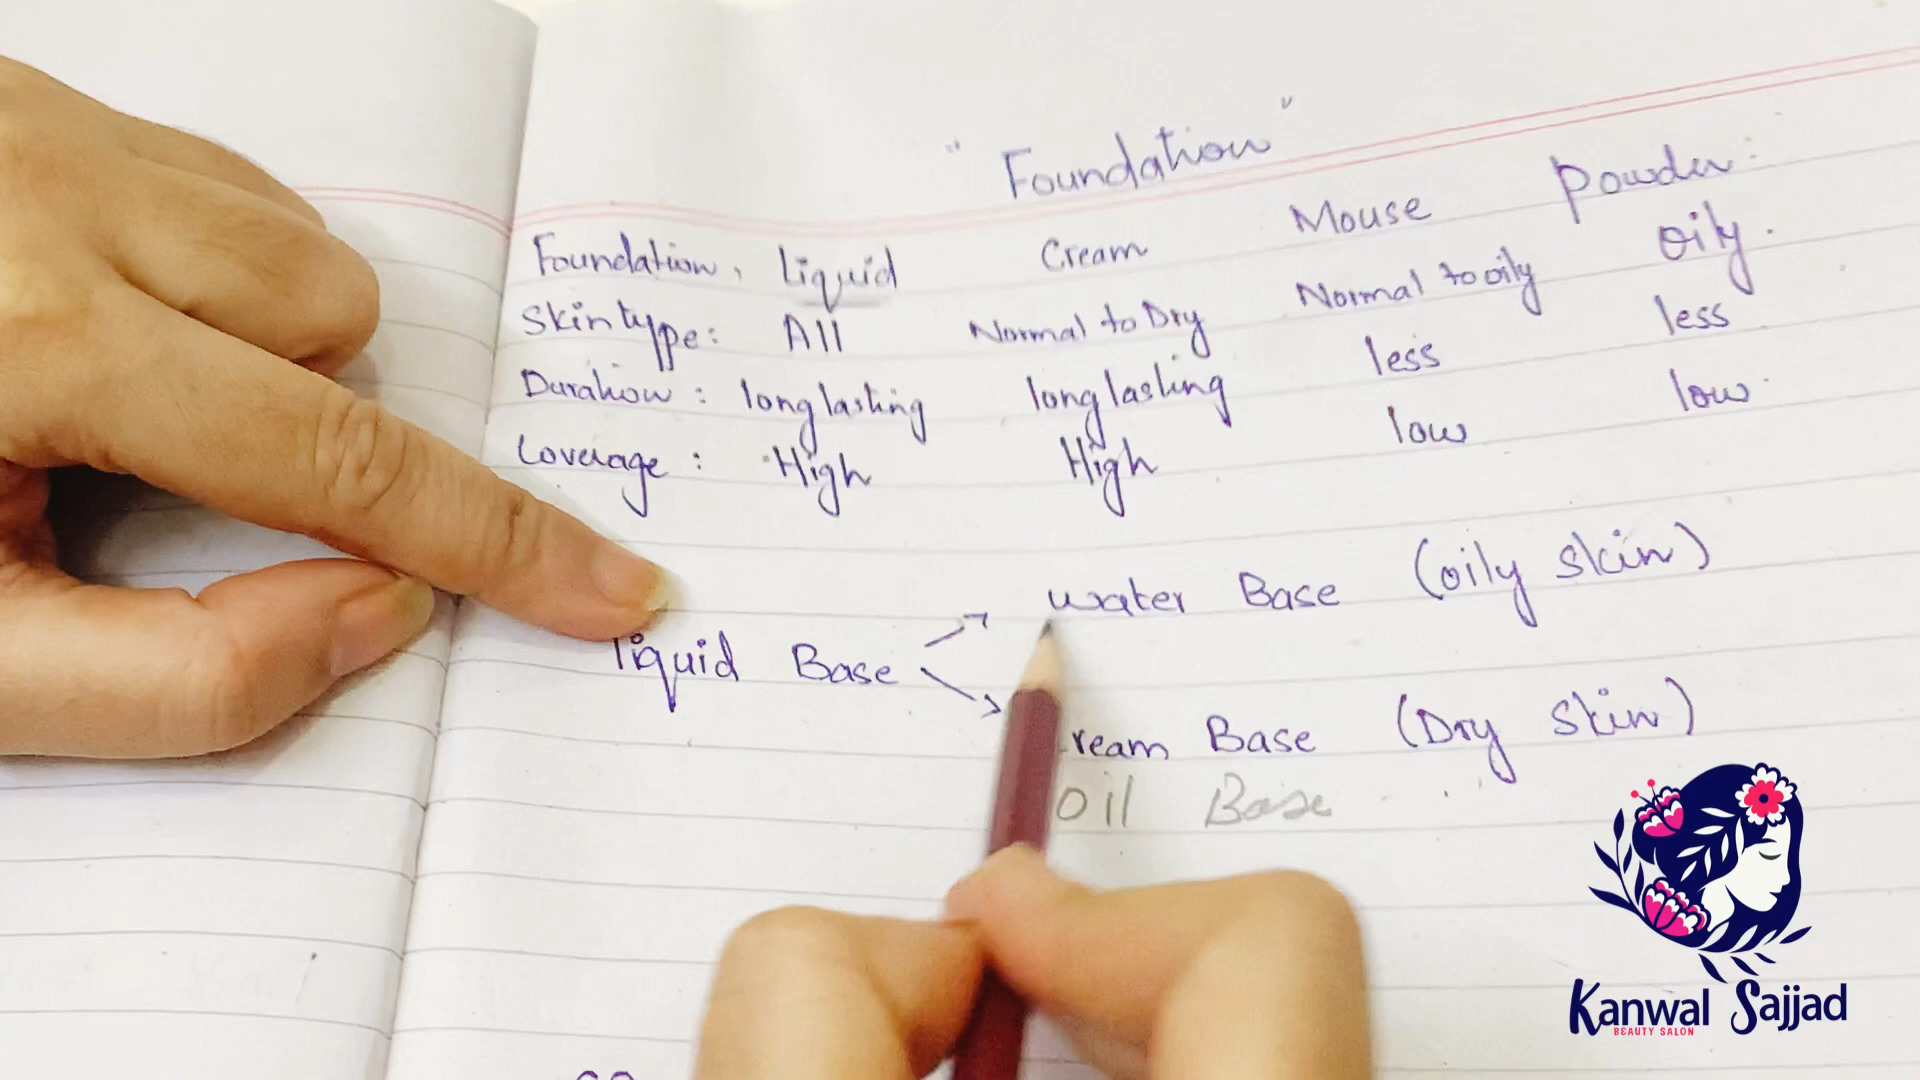 "Foundation"
Foundation, Liquid Cream Mouse Powder:
Skin type: All Normal to Dry Normal to oily oily.
Duration: long lasting long lasting less less
Coverage: High High low low.
liquid Base → water Base (oily skin)
→ ream Base (Dry Skin)
oil Base
Kanwal Sajjad
BEAUTY SALON